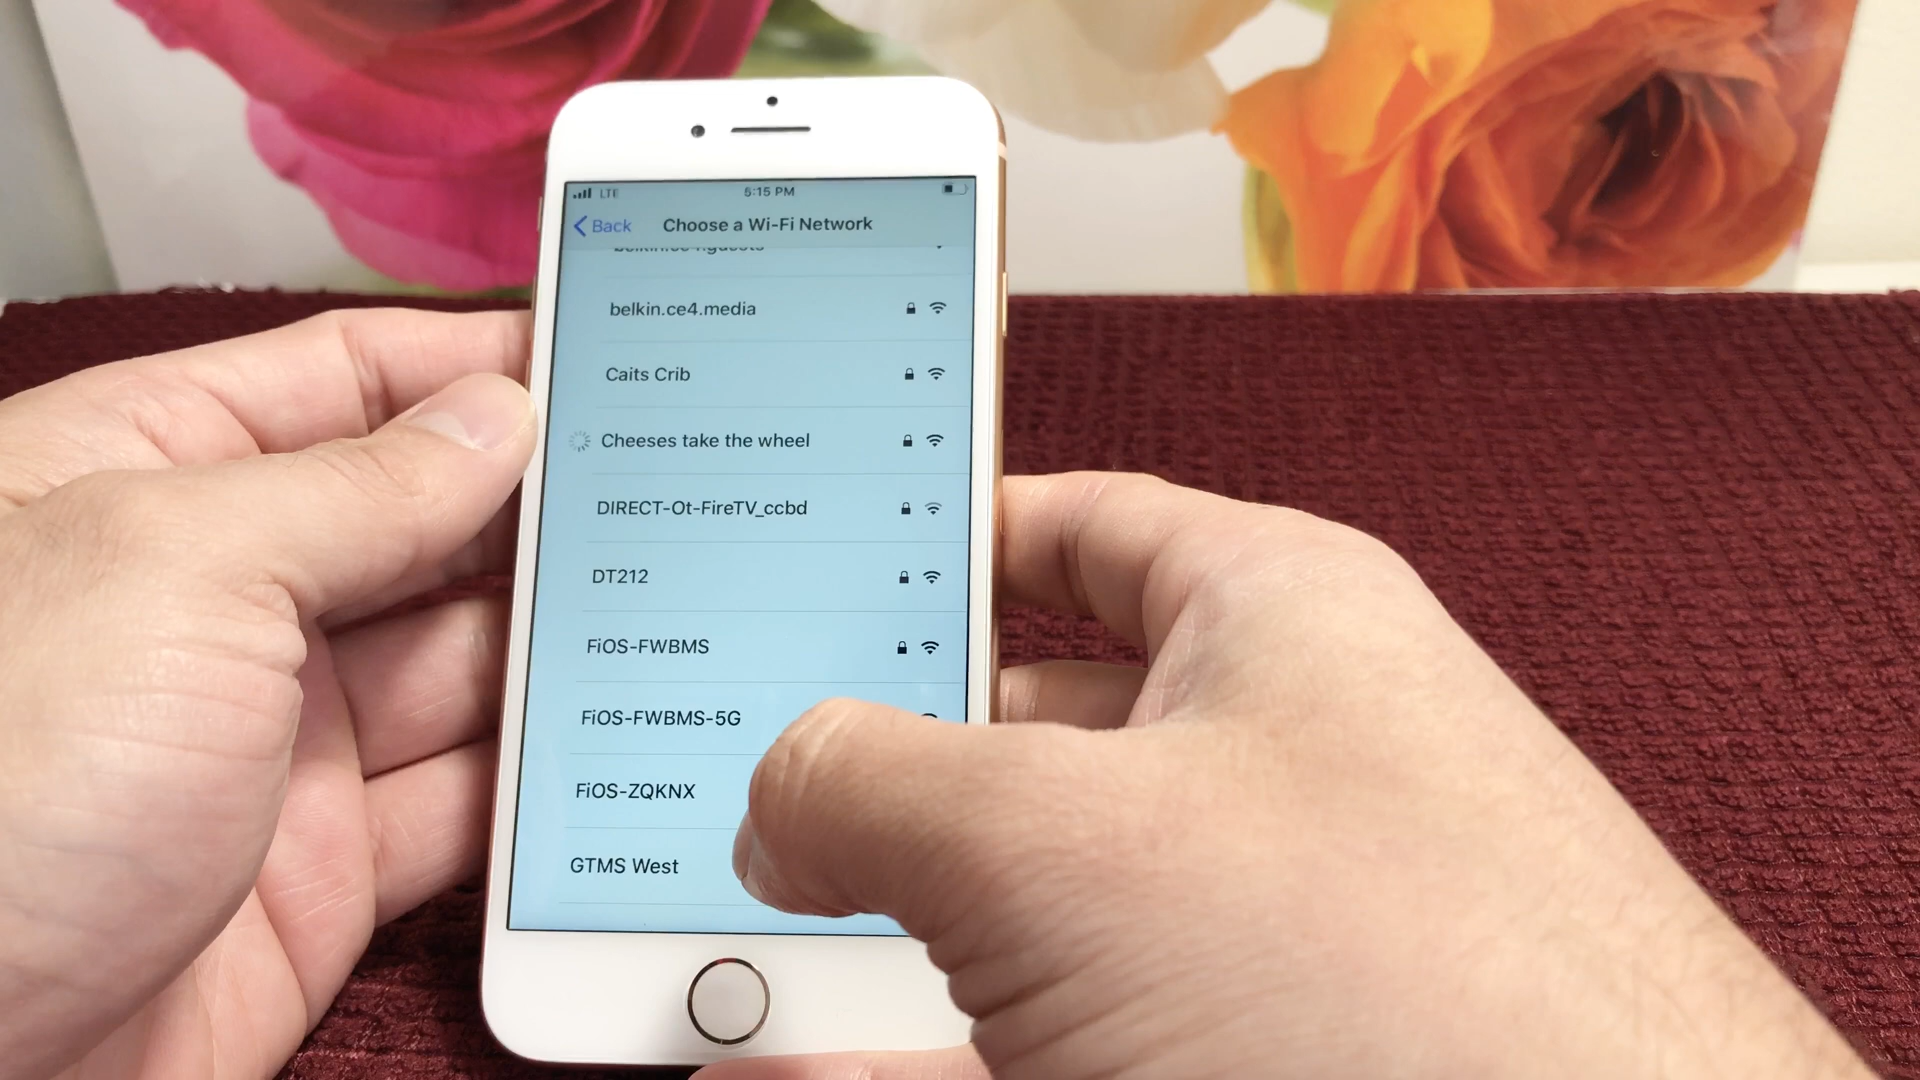 LTE
5:15 PM
Back
Choose a Wi-Fi Network
belkin.ce4.media
Caits Crib
Cheeses take the wheel
DIRECT-Ot-FireTV_ccbd
DT212
FiOS-FWBMS
FiOS-FWBMS-5G
FiOS-ZQKNX
GTMS West